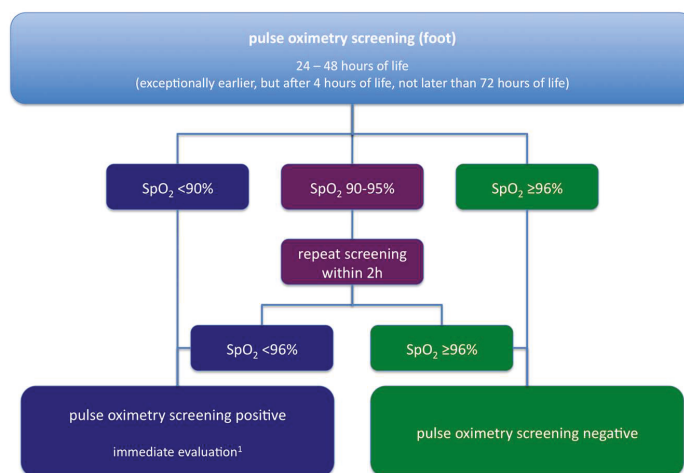 pulse oximetry screening (foot)
24 – 48 hours of life
(exceptionally earlier, but after 4 hours of life, not later than 72 hours of life)
SpO₂ <90%
SpO₂ 90-95%
SpO₂ ≥96%
repeat screening
within 2h
SpO₂ <96%
SpO₂ ≥96%
pulse oximetry screening positive
immediate evaluation¹
pulse oximetry screening negative